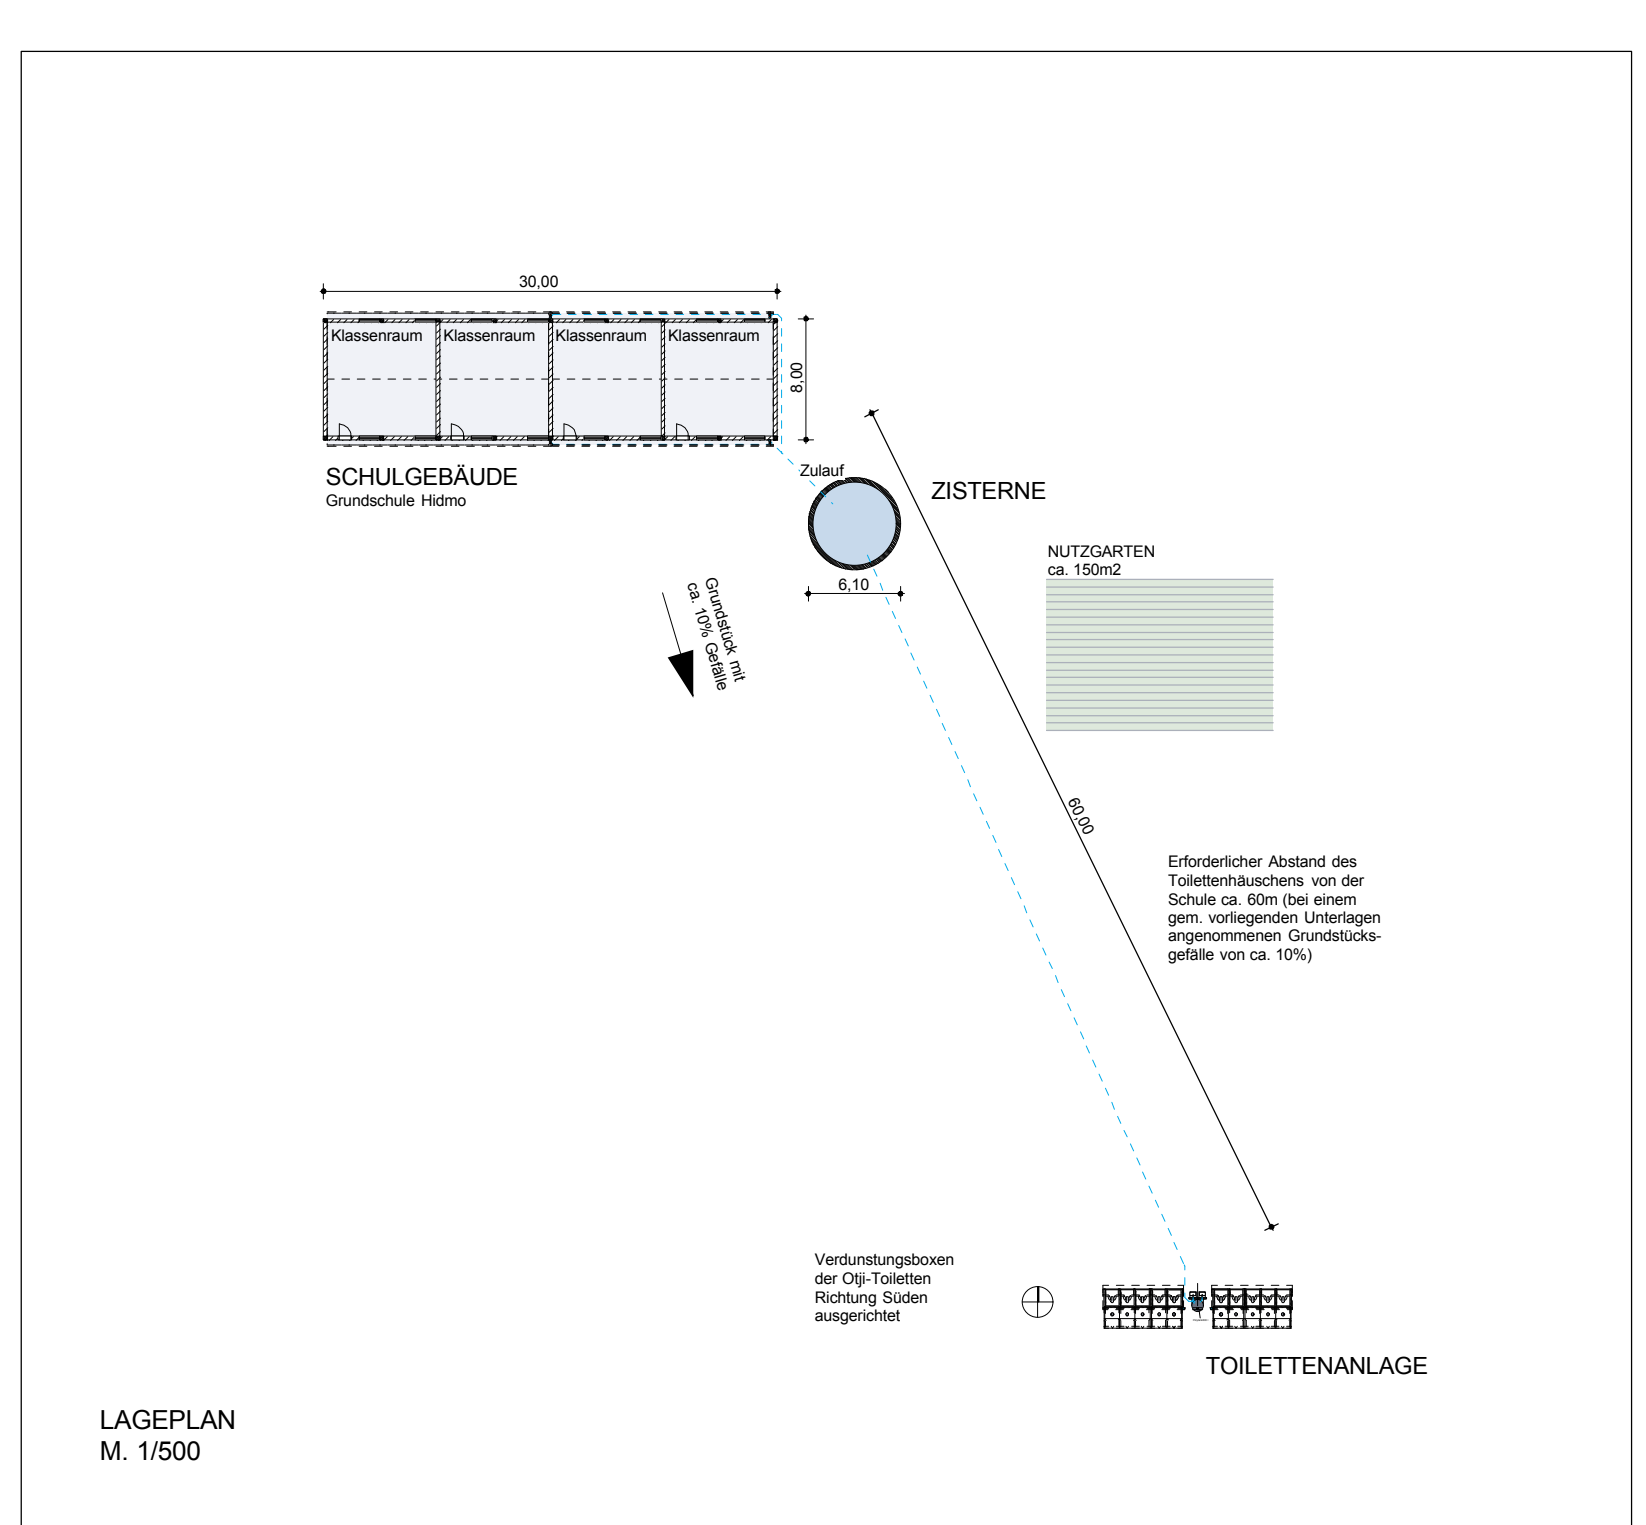 30,00
Klassenraum Klassenraum Klassenraum Klassenraum
8,00
SCHULGEBÄUDE
Grundschule Hidmo
Zulauf
ZISTERNE
6,10
NUTZGARTEN
ca. 150m2
Grundstück mit
ca. 10% Gefälle
60,00
Erforderlicher Abstand des
Toilettenhäuschens von der
Schule ca. 60m (bei einem
gem. vorliegenden Unterlagen
angenommenen Grundstücks-
gefälle von ca. 10%)
Verdunstungsboxen
der Otji-Toiletten
Richtung Süden
ausgerichtet
TOILETTENANLAGE
LAGEPLAN
M. 1/500